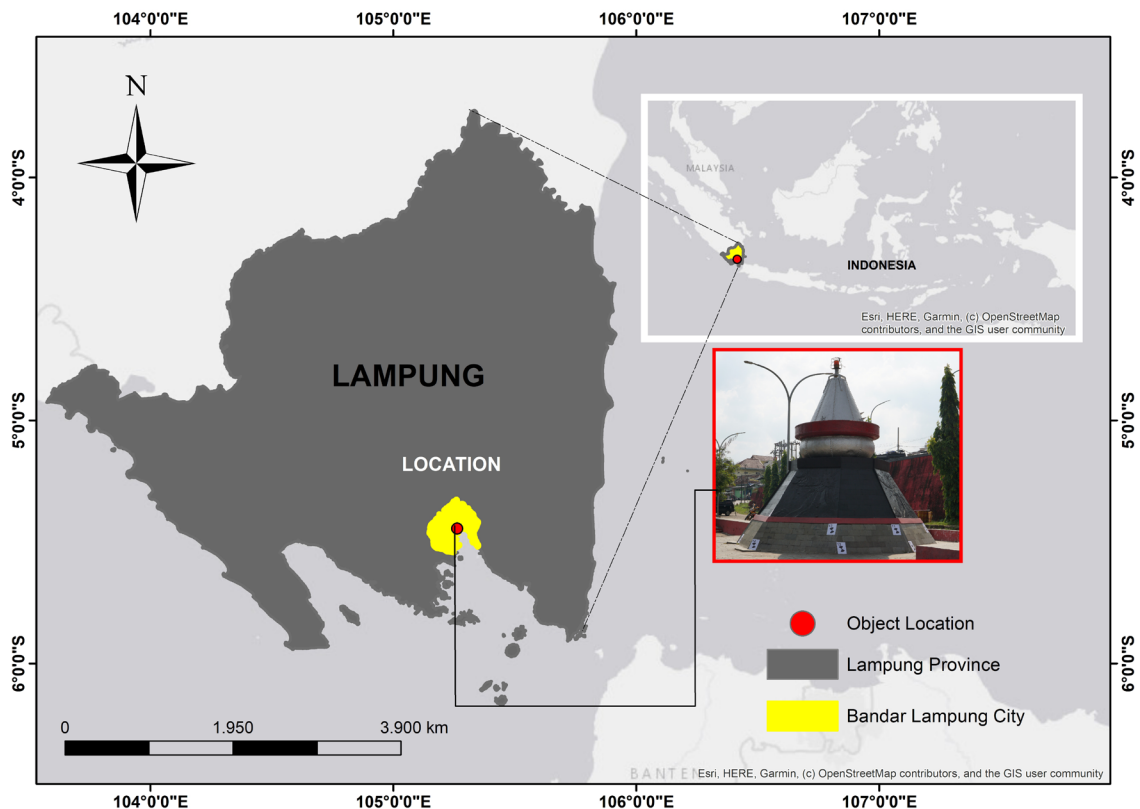 104°0'0"E
105°0'0"E
106°0'0"E
107°0'0"E
N
4°0'0"S
4°0'0"S
MALAYSIA
INDONESIA
Esri, HERE, Garmin, (c) OpenStreetMap
contributors, and the GIS user community
LAMPUNG
5°0'0"S
5°0'0"S
LOCATION
Object Location
Lampung Province
Bandar Lampung City
6°0'0"S
6°0'0"S
0
1.950
3.900 km
BANTEN
Esri, HERE, Garmin, (c) OpenStreetMap contributors, and the GIS user community
104°0'0"E
105°0'0"E
106°0'0"E
107°0'0"E